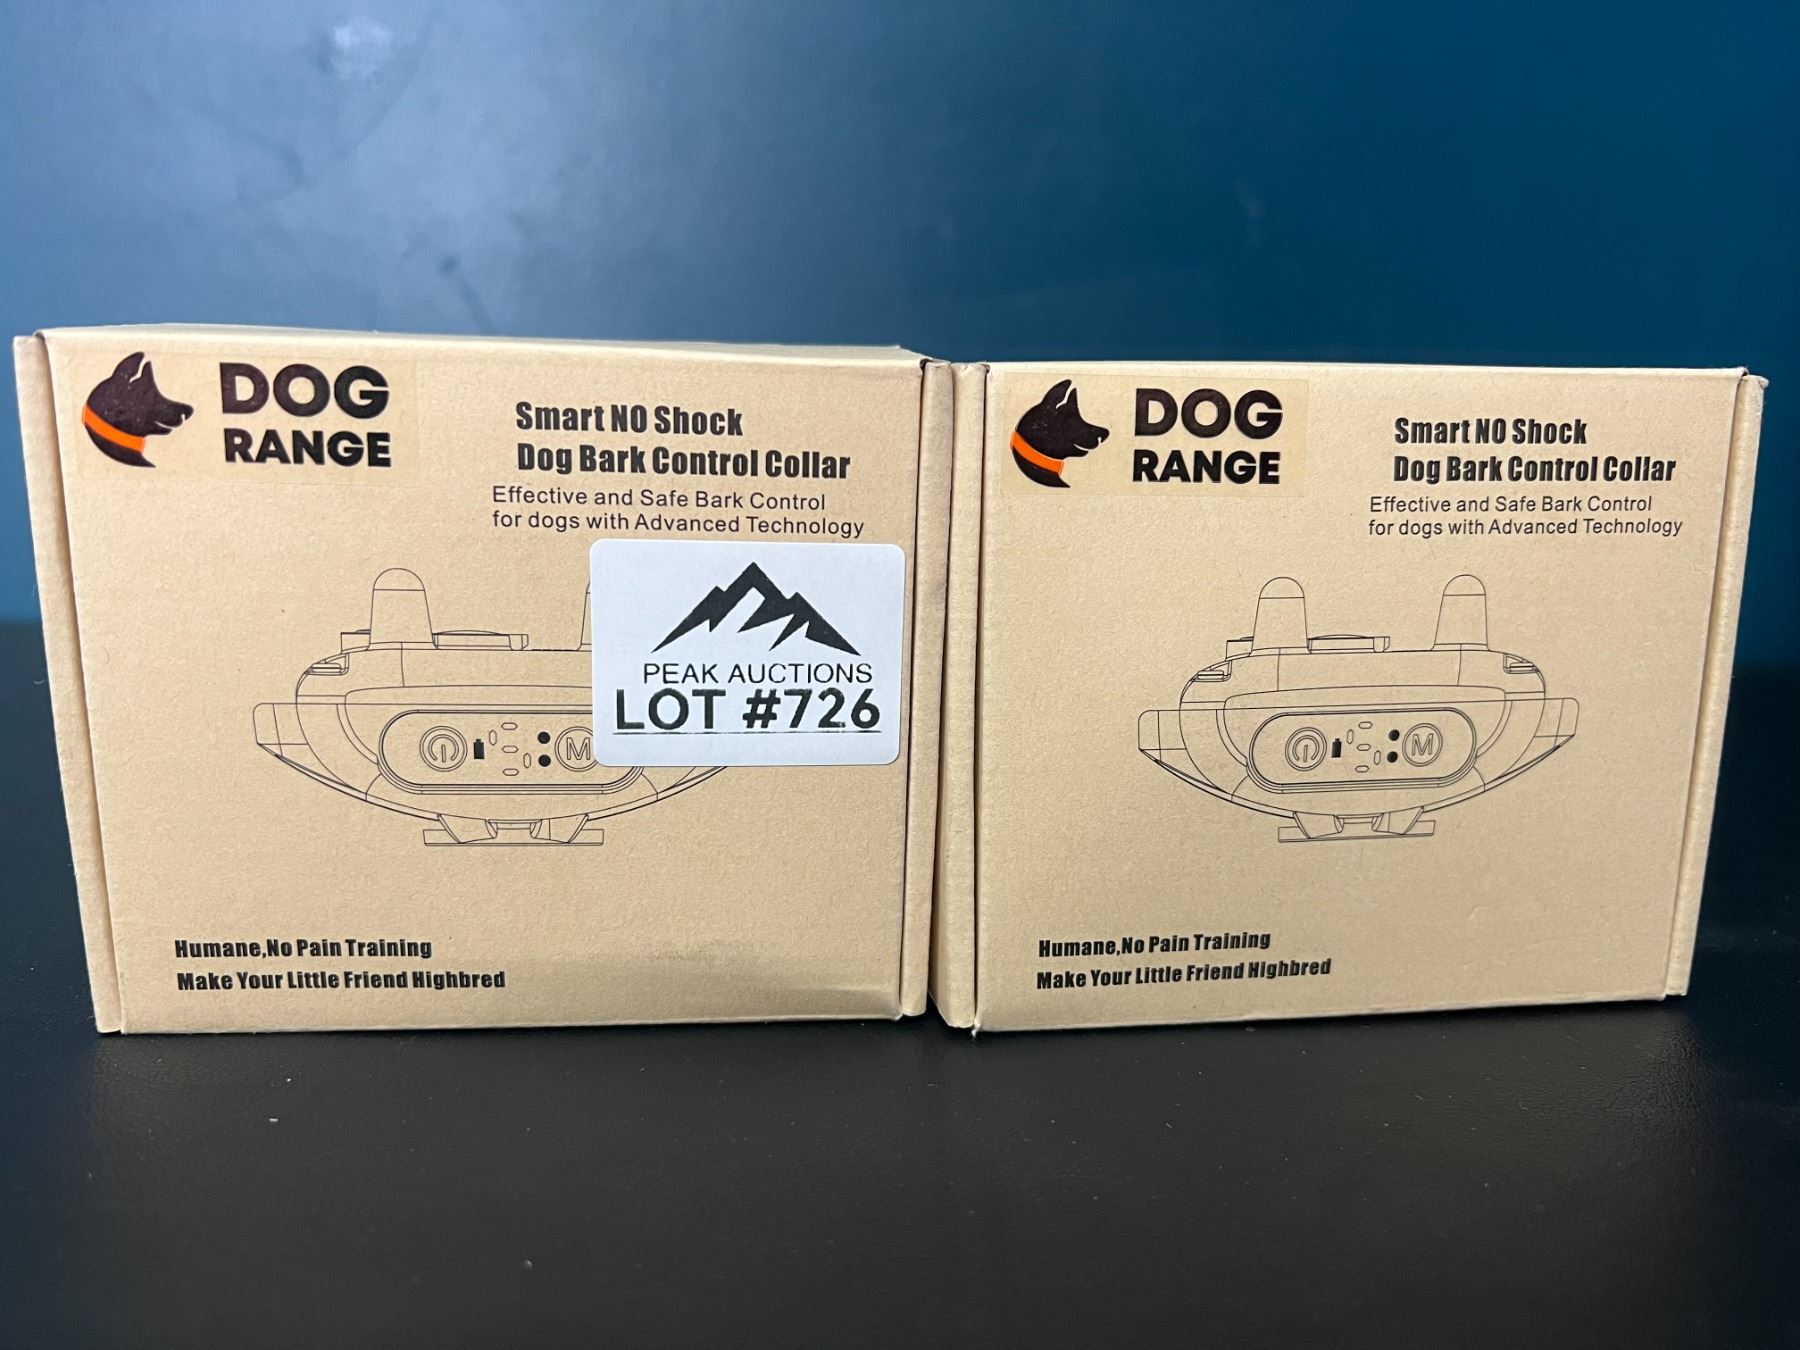 DOG
RANGE
Smart NO Shock
Dog Bark Control Collar
Effective and Safe Bark Control
for dogs with Advanced Technology
PEAK AUCTIONS
LOT #726
M
Humane,No Pain Training
Make Your Little Friend Highbred
DOG
RANGE
Smart NO Shock
Dog Bark Control Collar
Effective and Safe Bark Control
for dogs with Advanced Technology
M
Humane,No Pain Training
Make Your Little Friend Highbred